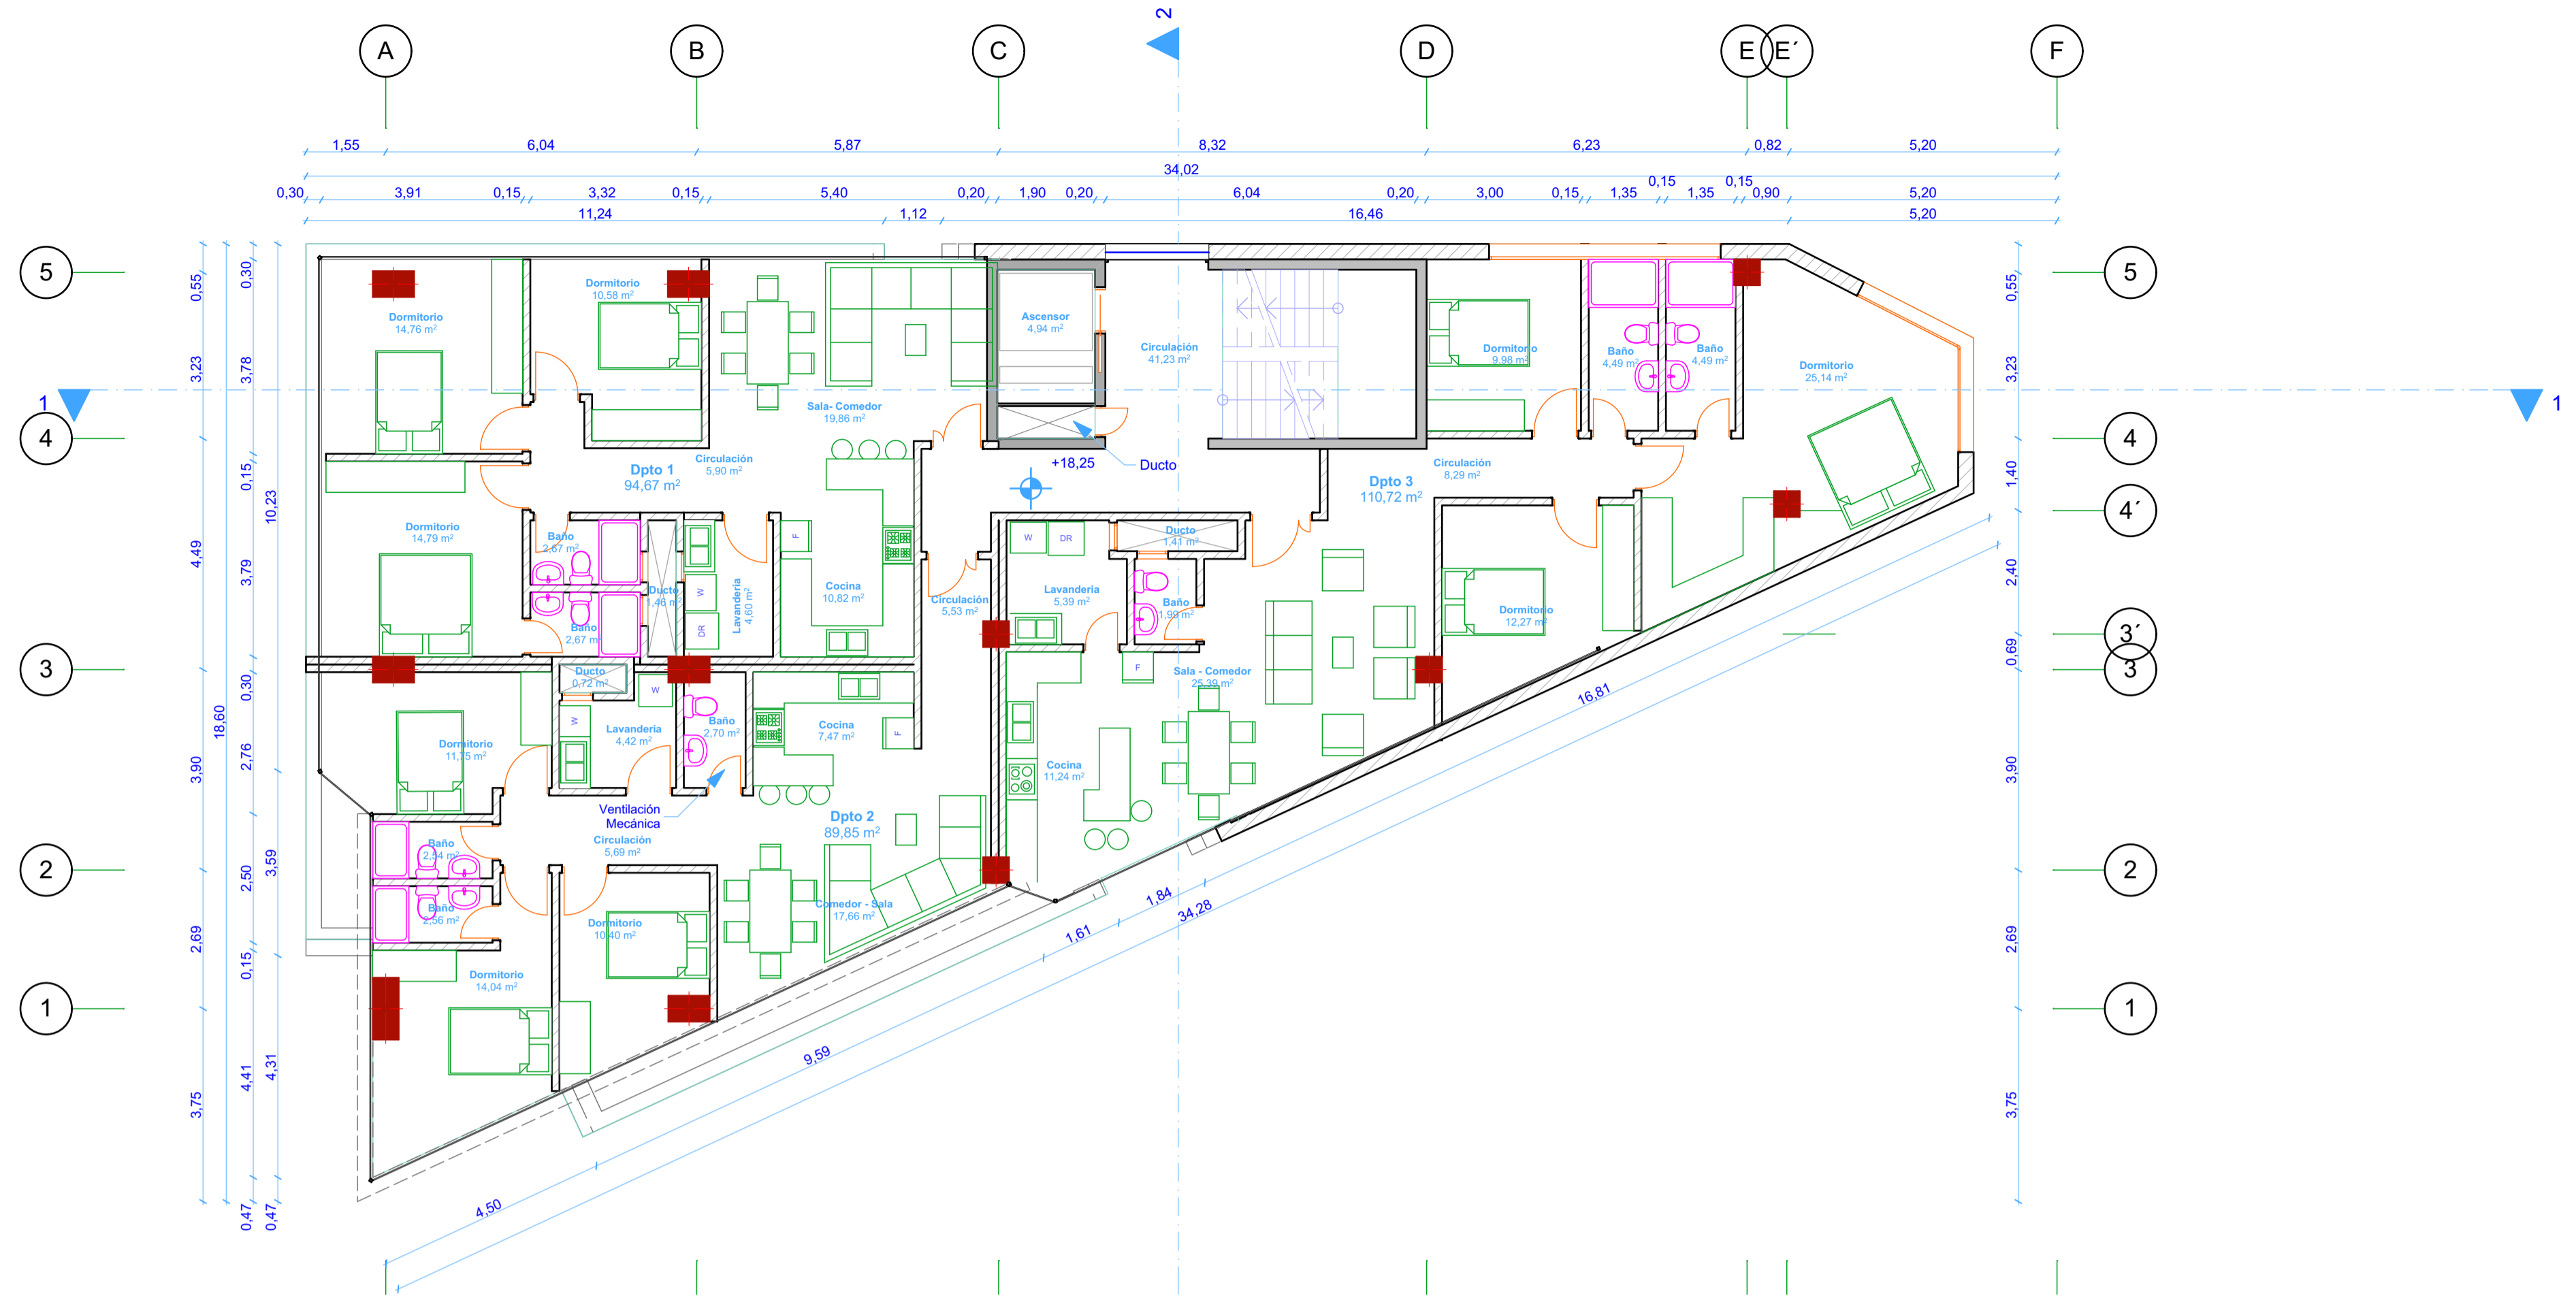 2
A B C D E E´ F
1,55 6,04 5,87 8,32 6,23 0,82 5,20
34,02
0,30 3,91 0,15 3,32 0,15 5,40 0,20 1,90 0,20 6,04 0,20 3,00 0,15 1,35 0,15 1,35 0,15 0,90 5,20
11,24 1,12 16,46 5,20
5
4
3
2
1
1
0,55
3,23
4,49
3,90
2,69
3,75
18,60
0,30
3,78
0,15
3,79
0,30
2,76
2,50
0,15
4,41
0,47
10,23
3,59
4,31
0,47
Dormitorio
14,76 m²
Dormitorio
10,58 m²
Sala- Comedor
19,86 m²
Dpto 1
94,67 m²
Circulación
5,90 m²
Dormitorio
14,79 m²
Baño
2,67 m²
Baño
2,67 m²
Ducto
1,46 m²
W
DR
Lavandería
4,60 m²
F
Cocina
10,82 m²
Circulación
5,53 m²
Ascensor
4,94 m²
Circulación
41,23 m²
+18,25
Ducto
Dormitorio
9,98 m²
Baño
4,49 m²
Baño
4,49 m²
Dormitorio
25,14 m²
Circulación
8,29 m²
Dpto 3
110,72 m²
W
DR
Ducto
1,41 m²
Lavanderia
5,39 m²
Baño
1,99 m²
F
Sala - Comedor
25,39 m²
Dormitorio
12,27 m²
Cocina
11,24 m²
Ducto
0,72 m²
W
W
Lavanderia
4,42 m²
Baño
2,70 m²
Cocina
7,47 m²
F
Dormitorio
11,75 m²
Ventilación
Mecánica
Circulación
5,69 m²
Dpto 2
89,85 m²
Baño
2,54 m²
Baño
2,56 m²
Dormitorio
10,40 m²
Comedor - Sala
17,66 m²
Dormitorio
14,04 m²
4,50
9,59
1,61
1,84
34,28
16,81
0,55
3,23
1,40
2,40
0,69
3,90
2,69
3,75
5
1
4
4´
3´
3
2
1